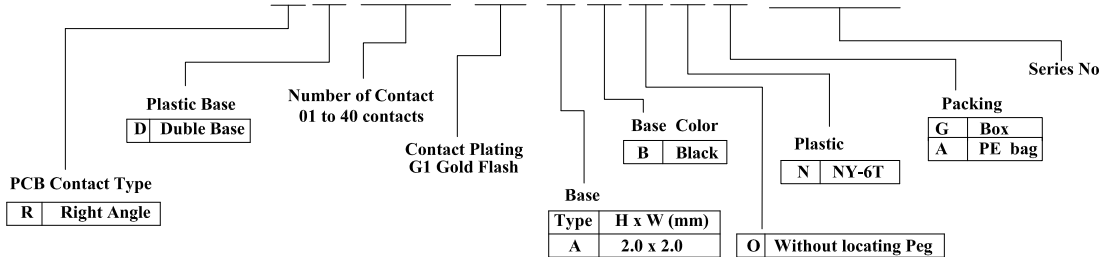 Series No
Plastic Base
D Duble Base
Number of Contact
01 to 40 contacts
Packing
G Box
A PE bag
Base Color
B Black
Contact Plating
G1 Gold Flash
Plastic
N NY-6T
PCB Contact Type
R Right Angle
Base
Type H x W (mm)
A 2.0 x 2.0
O Without locating Peg